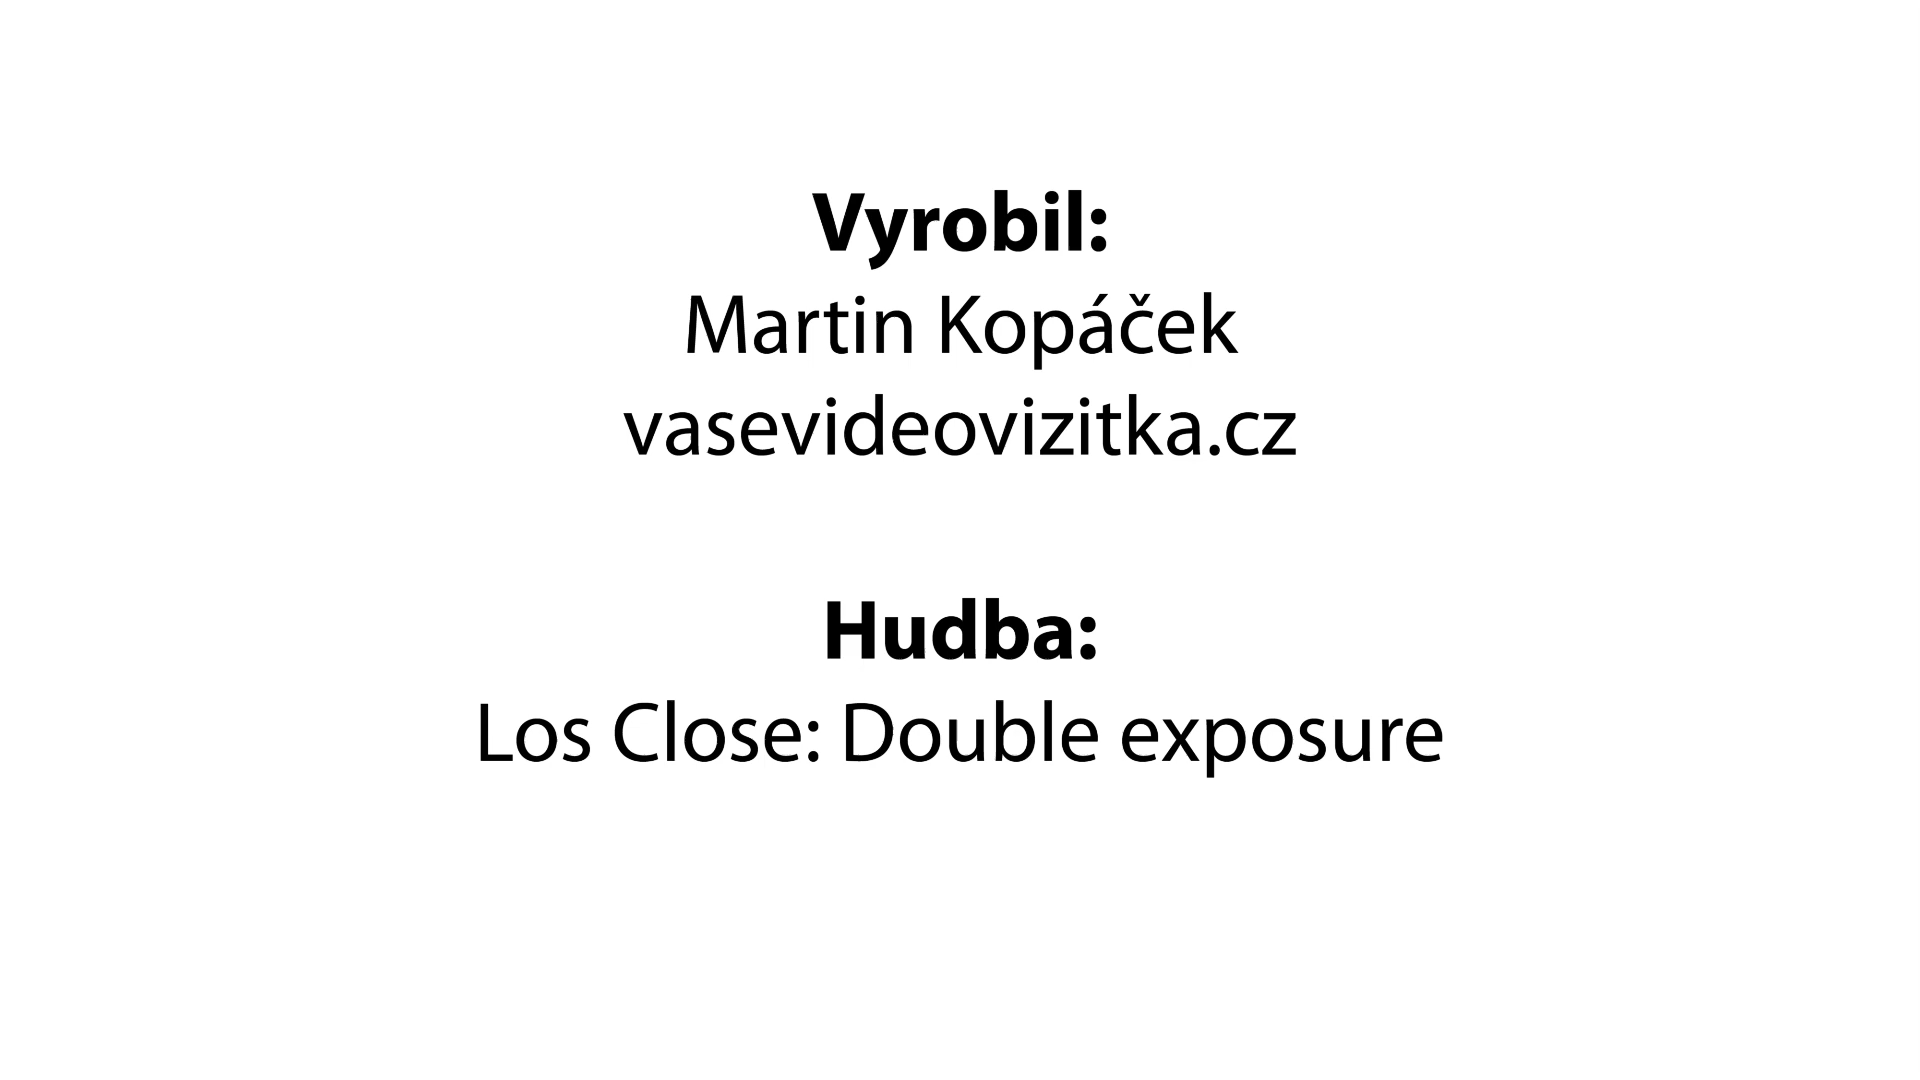 Vyrobil:
Martin Kopáček
vasevideovizitka.cz
Hudba:
Los Close: Double exposure